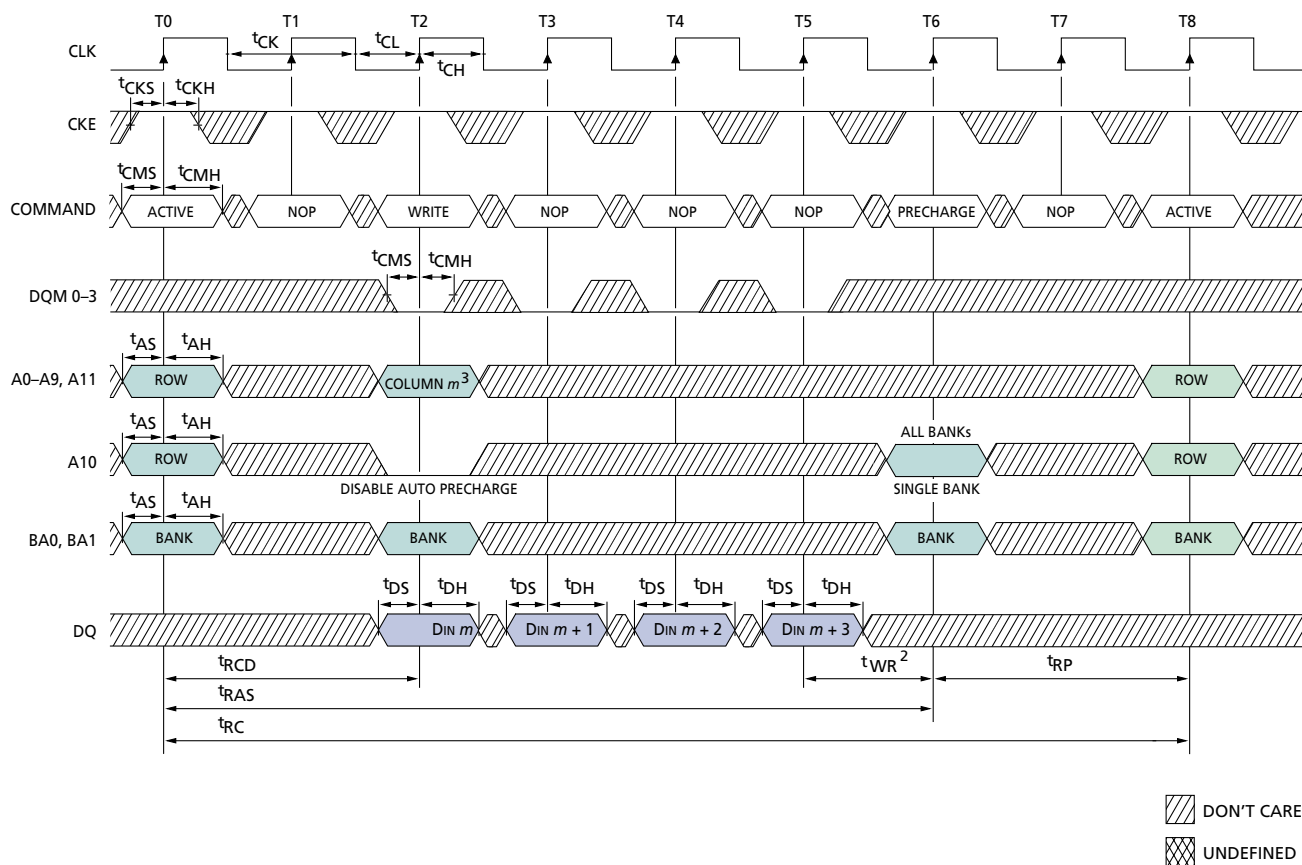 T0 T1 T2 T3 T4 T5 T6 T7 T8
CLK
tCK tCL
tCH
tCKS tCKH
CKE
tCMS tCMH
COMMAND ACTIVE NOP WRITE NOP NOP NOP PRECHARGE NOP ACTIVE
tCMS tCMH
DQM 0–3
tAS tAH
A0–A9, A11 ROW COLUMN m3 ROW
tAS tAH
ALL BANKs
A10 ROW ROW
DISABLE AUTO PRECHARGE SINGLE BANK
tAS tAH
BA0, BA1 BANK BANK BANK BANK
tDS tDH tDS tDH tDS tDH tDS tDH
DQ DIN m DIN m + 1 DIN m + 2 DIN m + 3
tRCD tWR2 tRP
tRAS
tRC
DON'T CARE
UNDEFINED